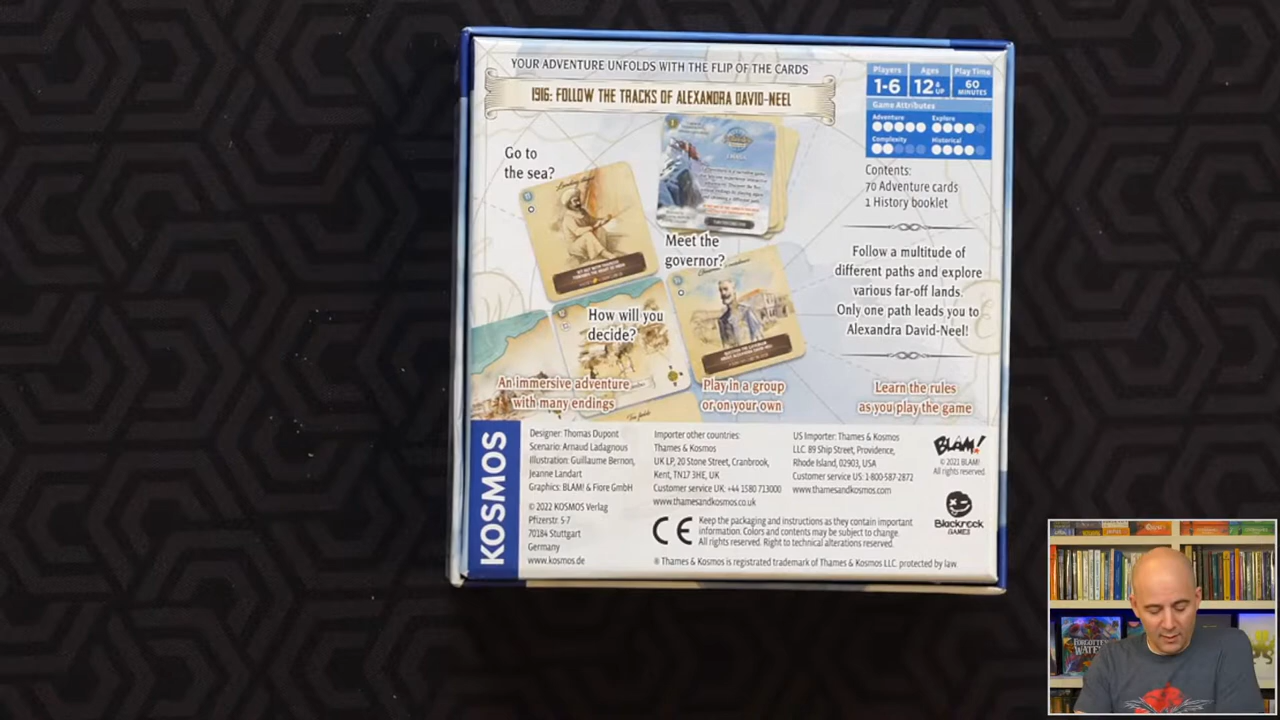 YOUR ADVENTURE UNFOLDS WITH THE FLIP OF THE CARDS
1916: FOLLOW THE TRACKS OF ALEXANDRA DAVID-NEEL
Players
1-6
Ages
12 & UP
Play Time
60
MINUTES
Game Attributes
Adventure
Explore
Complexity
Historical
Contents:
70 Adventure cards
1 History booklet
Go to
the sea?
Meet the
governor?
How will you
decide?
Follow a multitude of
different paths and explore
various far-off lands.
Only one path leads you to
Alexandra David-Neel!
An immersive adventure
with many endings
Play in a group
or on your own
Learn the rules
as you play the game
KOSMOS
Designer: Thomas Dupont
Scenario: Arnaud Ladagnous
Illustration: Guillaume Bernon,
Jeanne Landart
Graphics: BLAM! & Fiore GmbH
© 2022 KOSMOS Verlag
Pfizerstr. 5-7
70184 Stuttgart
Germany
www.kosmos.de
Importer other countries:
Thames & Kosmos
UK LP, 20 Stone Street, Cranbrook,
Kent, TN17 3HE, UK
Customer service UK: +44 1580 713000
www.thamesandkosmos.co.uk
US Importer: Thames & Kosmos
LLC. 89 Ship Street, Providence,
Rhode Island, 02903, USA
Customer service US: 1-800-587-2872
www.thamesandkosmos.com
CE
Keep the packaging and instructions as they contain important
information. Colors and contents may be subject to change.
All rights reserved. Right to technical alterations reserved.
® Thames & Kosmos is registered trademark of Thames & Kosmos LLC. protected by law.
BLAM!
© 2021 BLAM!
All rights reserved.
Blackrock
GAMES
FORGOTTEN
WATERS